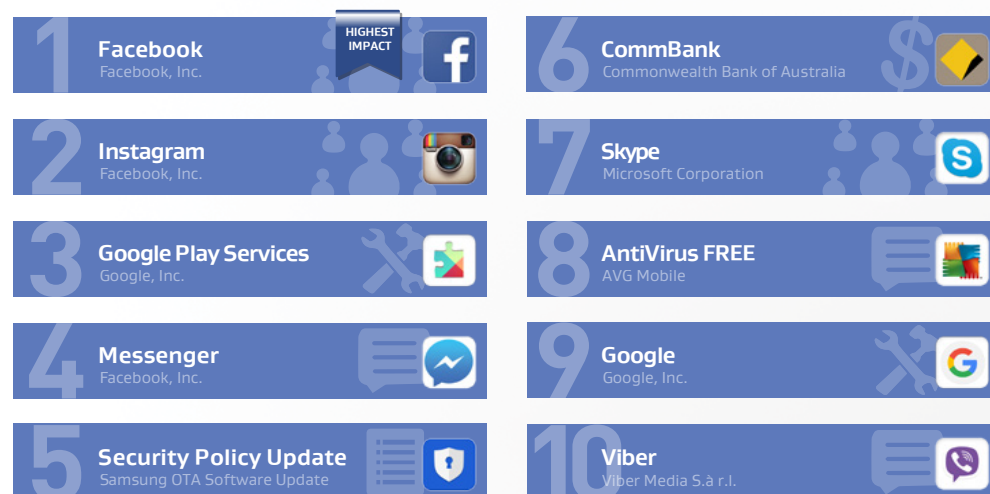 1
Facebook
Facebook, Inc.
HIGHEST
IMPACT
f
2
Instagram
Facebook, Inc.
3
Google Play Services
Google, Inc.
4
Messenger
Facebook, Inc.
5
Security Policy Update
Samsung OTA Software Update
6
CommBank
Commonwealth Bank of Australia
$
7
Skype
Microsoft Corporation
S
8
AntiVirus FREE
AVG Mobile
9
Google
Google, Inc.
G
10
Viber
Viber Media S.à r.l.